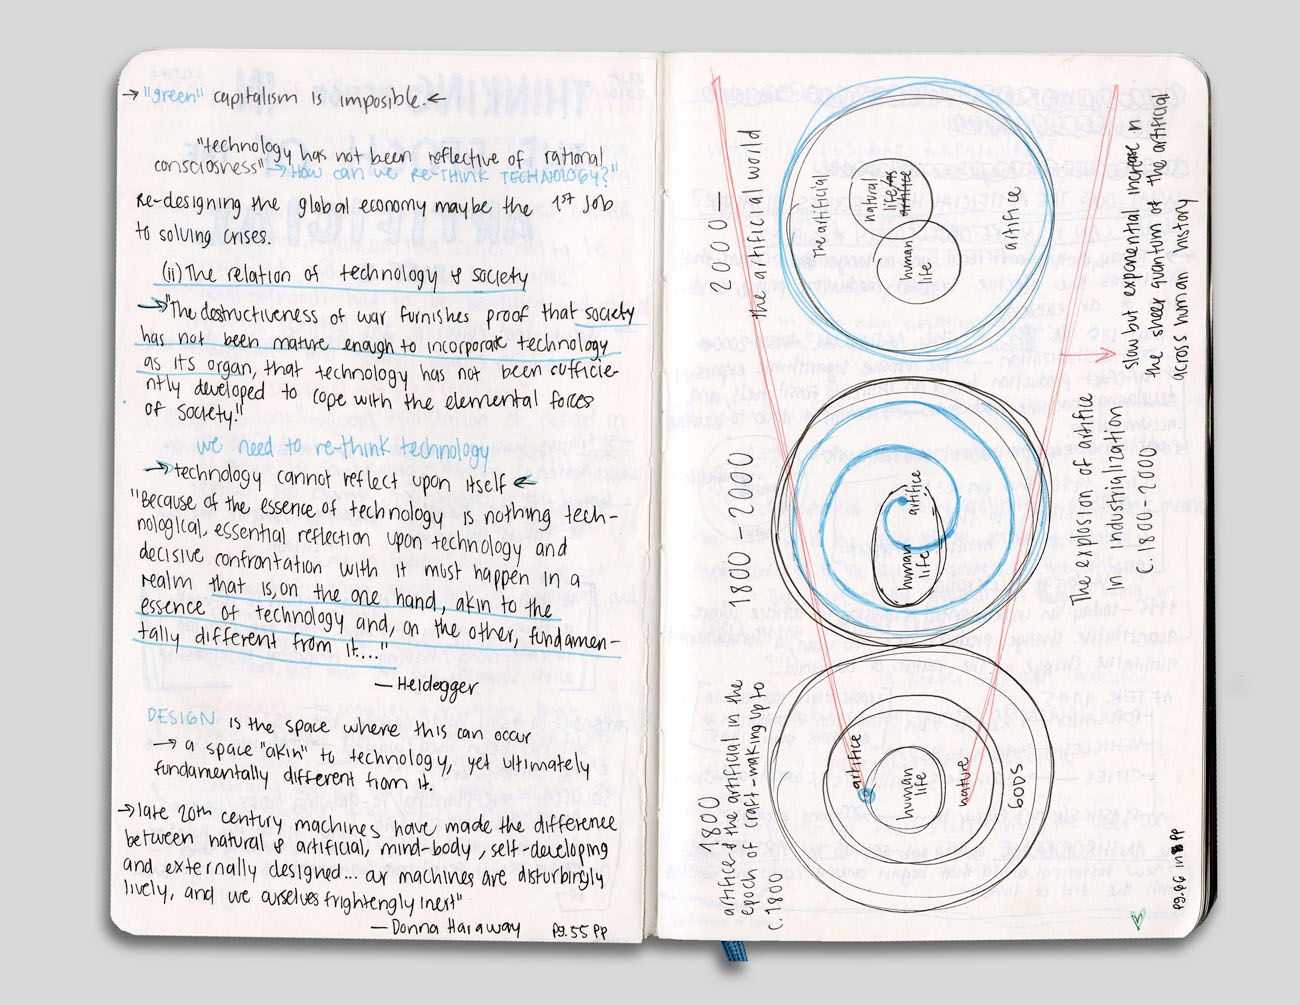 → "green" capitalism is imposible. ←
"technology has not been reflective of rational
consciousness" → HOW can we RE-THINK TECHNOLOGY?"
Re-designing the global economy maybe the 1st Job
to solving crises.
(ii) The relation of technology & society
→ "The destructiveness of war furnishes proof that society
has not been mature enough to incorporate technology
as its organ, that technology has not been sufficie-
ntly developed to cope with the elemental forces
of society."
we need to re-think technology
→ technology cannot reflect upon itself ←
"Because of the essence of technology is nothing tech-
nological, essential reflection upon technology and
decisive confrontation with it must happen in a
realm that is, on the one hand, akin to the
essence of technology and, on the other, fundamen-
tally different from it...."
— Heidegger
DESIGN is the space where this can occur
→ a space "akin" to technology, yet ultimately
fundamentally different from it.
→ late 20th century machines have made the difference
between natural & artificial, mind-body, self-developing
and externally designed... our machines are disturbingly
lively, and we ourselves frightengly inert"
— Donna Haraway pg.55 PP
2000 —
the artificial world
The artificial
natural
life as
artifice
human
life
artifice
slow but exponential increase in
the sheer quantum of the artificial
across human history
1800 — 2000
artifice
human
life
The explosion of artifice
in industrialization
c.1800-2000
1800
artifice & the artificial in the
epoch of craft-making up to
c.1800
artifice
human
life
nature
gods
pg.96 in PP